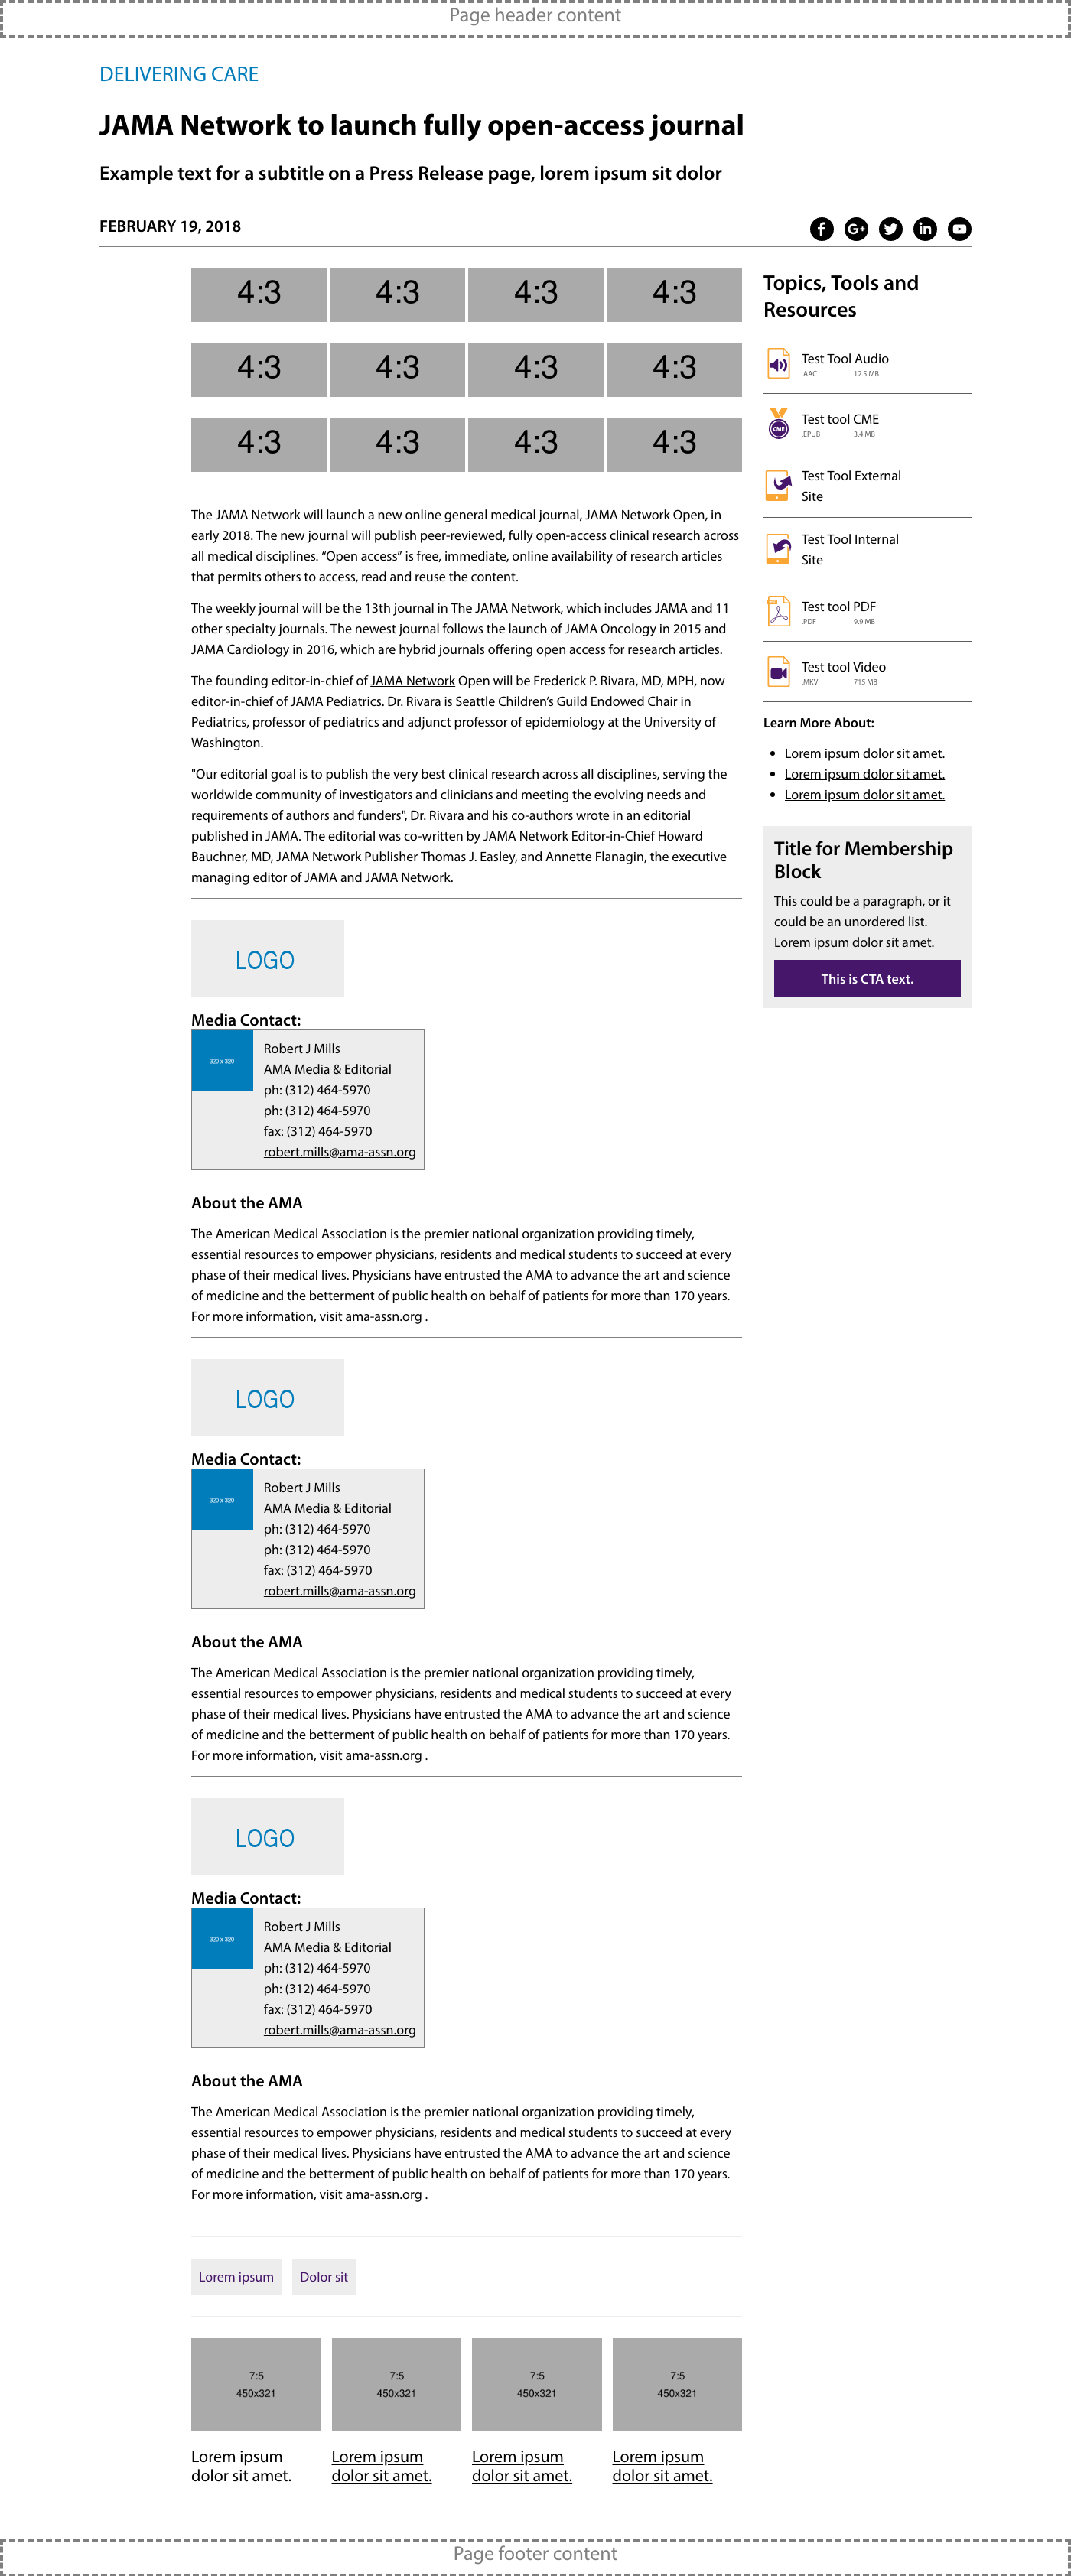 Page header content
DELIVERING CARE
JAMA Network to launch fully open-access journal
Example text for a subtitle on a Press Release page, lorem ipsum sit dolor
FEBRUARY 19, 2018
4:3 4:3 4:3 4:3
4:3 4:3 4:3 4:3
4:3 4:3 4:3 4:3
The JAMA Network will launch a new online general medical journal, JAMA Network Open, in
early 2018. The new journal will publish peer-reviewed, fully open-access clinical research across
all medical disciplines. “Open access” is free, immediate, online availability of research articles
that permits others to access, read and reuse the content.
The weekly journal will be the 13th journal in The JAMA Network, which includes JAMA and 11
other specialty journals. The newest journal follows the launch of JAMA Oncology in 2015 and
JAMA Cardiology in 2016, which are hybrid journals offering open access for research articles.
The founding editor-in-chief of JAMA Network Open will be Frederick P. Rivara, MD, MPH, now
editor-in-chief of JAMA Pediatrics. Dr. Rivara is Seattle Children’s Guild Endowed Chair in
Pediatrics, professor of pediatrics and adjunct professor of epidemiology at the University of
Washington.
"Our editorial goal is to publish the very best clinical research across all disciplines, serving the
worldwide community of investigators and clinicians and meeting the evolving needs and
requirements of authors and funders", Dr. Rivara and his co-authors wrote in an editorial
published in JAMA. The editorial was co-written by JAMA Network Editor-in-Chief Howard
Bauchner, MD, JAMA Network Publisher Thomas J. Easley, and Annette Flanagin, the executive
managing editor of JAMA and JAMA Network.
LOGO
Media Contact:
320 x 320
Robert J Mills
AMA Media & Editorial
ph: (312) 464-5970
ph: (312) 464-5970
fax: (312) 464-5970
robert.mills@ama-assn.org
About the AMA
The American Medical Association is the premier national organization providing timely,
essential resources to empower physicians, residents and medical students to succeed at every
phase of their medical lives. Physicians have entrusted the AMA to advance the art and science
of medicine and the betterment of public health on behalf of patients for more than 170 years.
For more information, visit ama-assn.org .
LOGO
Media Contact:
320 x 320
Robert J Mills
AMA Media & Editorial
ph: (312) 464-5970
ph: (312) 464-5970
fax: (312) 464-5970
robert.mills@ama-assn.org
About the AMA
The American Medical Association is the premier national organization providing timely,
essential resources to empower physicians, residents and medical students to succeed at every
phase of their medical lives. Physicians have entrusted the AMA to advance the art and science
of medicine and the betterment of public health on behalf of patients for more than 170 years.
For more information, visit ama-assn.org .
LOGO
Media Contact:
320 x 320
Robert J Mills
AMA Media & Editorial
ph: (312) 464-5970
ph: (312) 464-5970
fax: (312) 464-5970
robert.mills@ama-assn.org
About the AMA
The American Medical Association is the premier national organization providing timely,
essential resources to empower physicians, residents and medical students to succeed at every
phase of their medical lives. Physicians have entrusted the AMA to advance the art and science
of medicine and the betterment of public health on behalf of patients for more than 170 years.
For more information, visit ama-assn.org .
Lorem ipsum Dolor sit
7:5 7:5 7:5 7:5
450x321 450x321 450x321 450x321
Lorem ipsum Lorem ipsum Lorem ipsum Lorem ipsum
dolor sit amet. dolor sit amet. dolor sit amet. dolor sit amet.
Topics, Tools and
Resources
Test Tool Audio
.AAC 12.5 MB
CME
Test tool CME
.EPUB 3.4 MB
Test Tool External
Site
Test Tool Internal
Site
Test tool PDF
.PDF 9.9 MB
Test tool Video
.MKV 715 MB
Learn More About:
Lorem ipsum dolor sit amet.
Lorem ipsum dolor sit amet.
Lorem ipsum dolor sit amet.
Title for Membership
Block
This could be a paragraph, or it
could be an unordered list.
Lorem ipsum dolor sit amet.
This is CTA text.
Page footer content